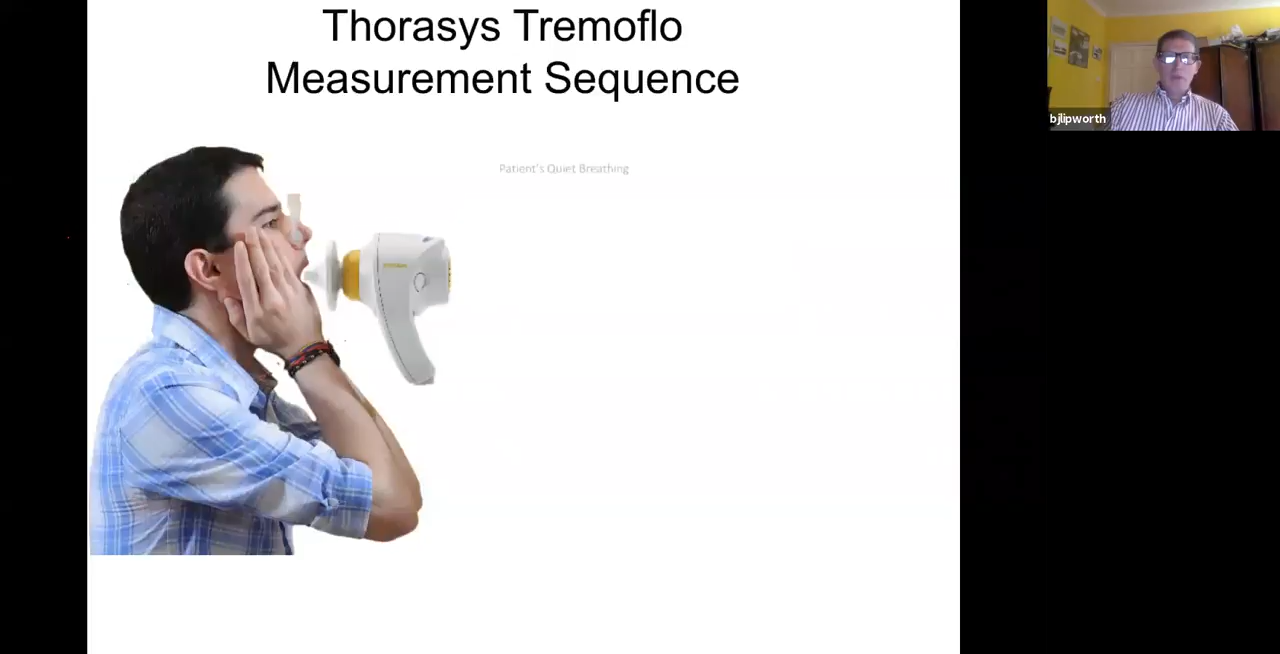 Thorasys Tremoflo
Measurement Sequence
Patient's Quiet Breathing
bjlipworth